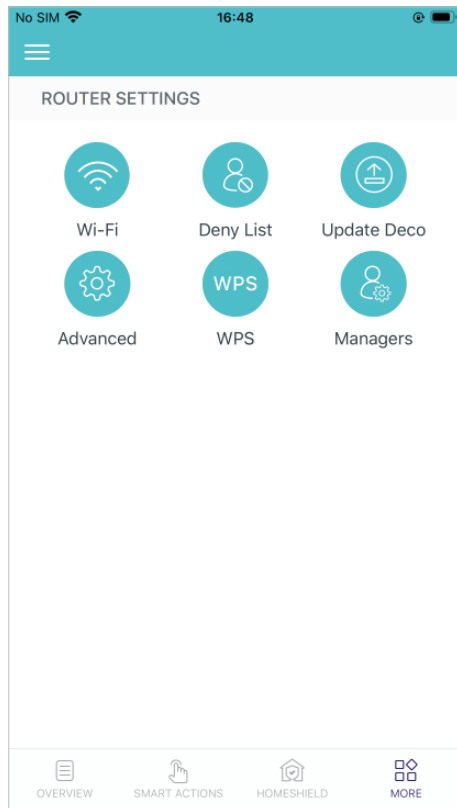 No SIM 16:48
ROUTER SETTINGS
Wi-Fi Deny List Update Deco
WPS
Advanced WPS Managers
OVERVIEW SMART ACTIONS HOMESHIELD MORE